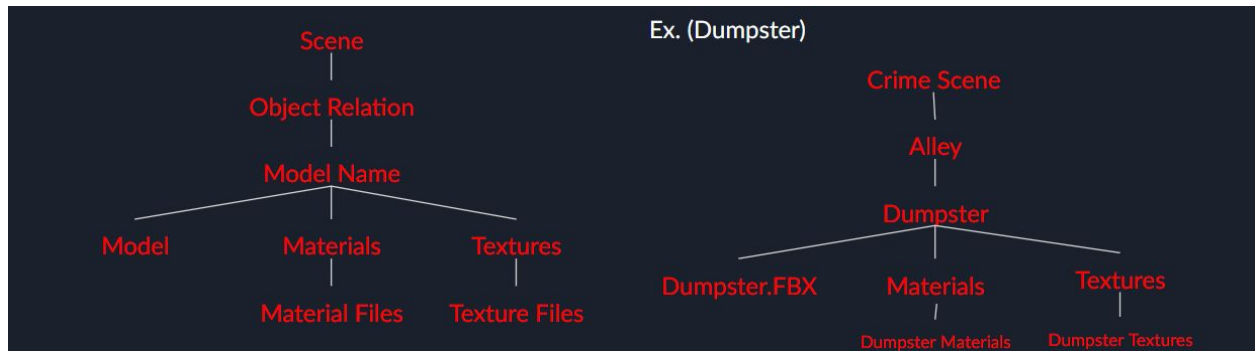 Scene
Object Relation
Model Name
Model Materials Textures
Material Files Texture Files
Ex. (Dumpster)
Crime Scene
Alley
Dumpster
Dumpster.FBX Materials Textures
Dumpster Materials Dumpster Textures